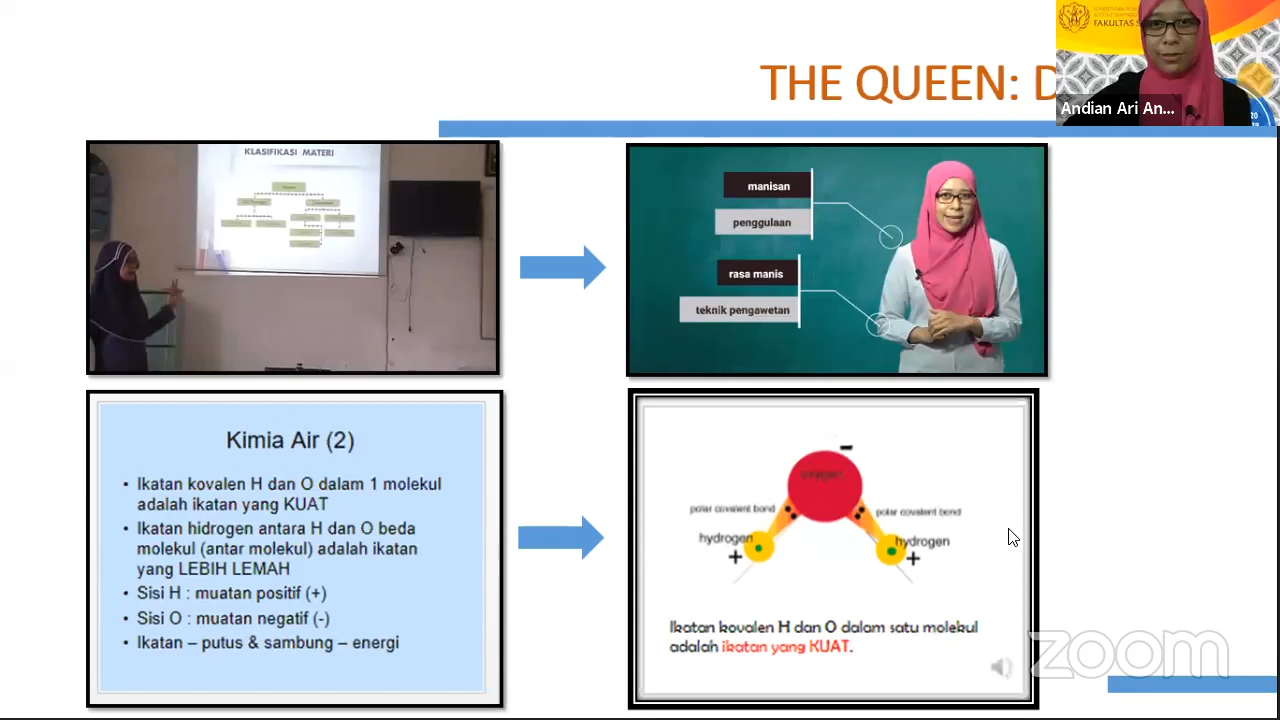 FAKULTAS S
THE QUEEN: D
Andian Ari An...
KLASIFIKASI MATERI
manisan
penggulaan
rasa manis
teknik pengawetan
Kimia Air (2)
• Ikatan kovalen H dan O dalam 1 molekul
adalah ikatan yang KUAT
• Ikatan hidrogen antara H dan O beda
molekul (antar molekul) adalah ikatan
yang LEBIH LEMAH
• Sisi H : muatan positif (+)
• Sisi O : muatan negatif (-)
• Ikatan – putus & sambung – energi
-
oxygen
polar covalent bond
polar covalent bond
hydrogen
hydrogen
+
+
Ikatan kovalen H dan O dalam satu molekul
adalah ikatan yang KUAT.
zoom